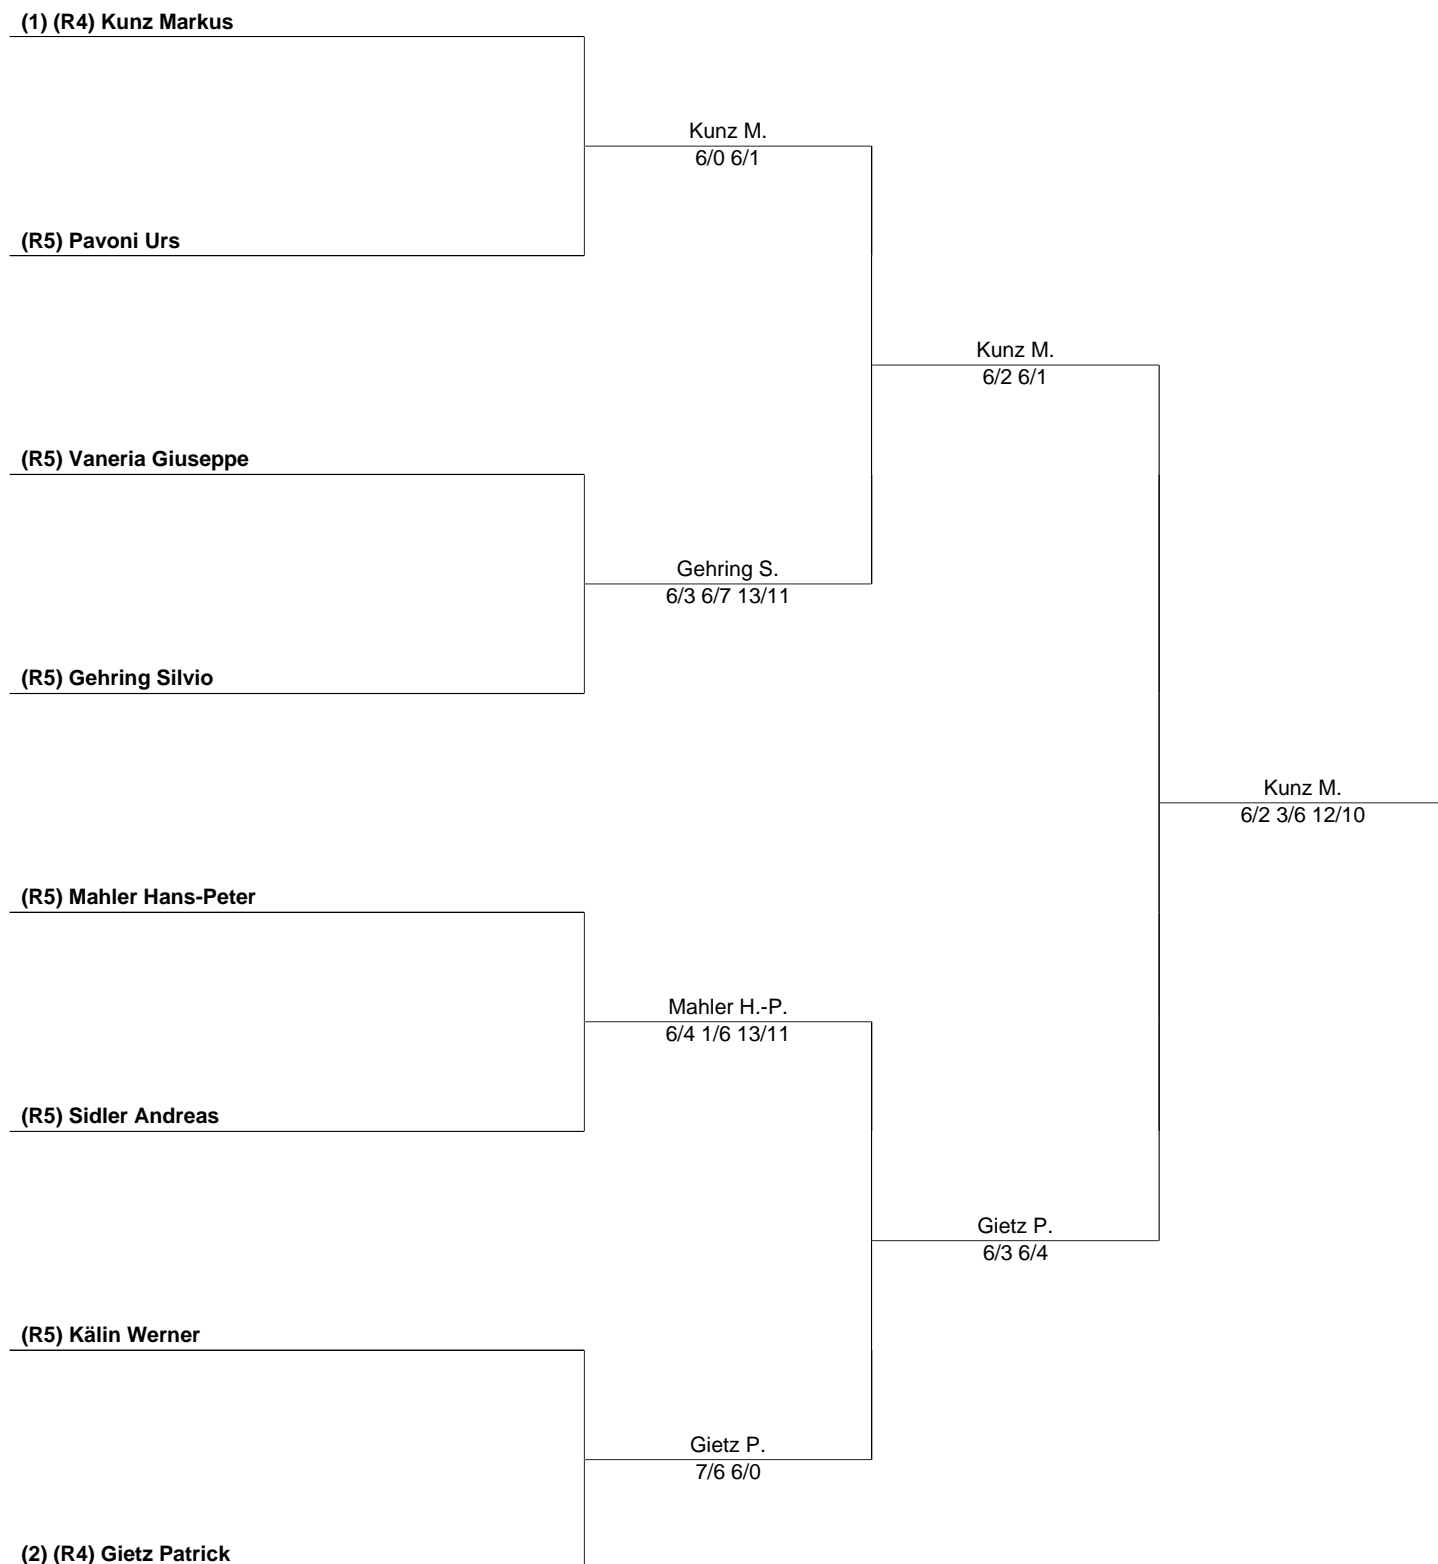 (1) (R4) Kunz Markus
Kunz M.
6/0 6/1
(R5) Pavoni Urs
Kunz M.
6/2 6/1
(R5) Vaneria Giuseppe
Gehring S.
6/3 6/7 13/11
(R5) Gehring Silvio
Kunz M.
6/2 3/6 12/10
(R5) Mahler Hans-Peter
Mahler H.-P.
6/4 1/6 13/11
(R5) Sidler Andreas
Gietz P.
6/3 6/4
(R5) Kälin Werner
Gietz P.
7/6 6/0
(2) (R4) Gietz Patrick